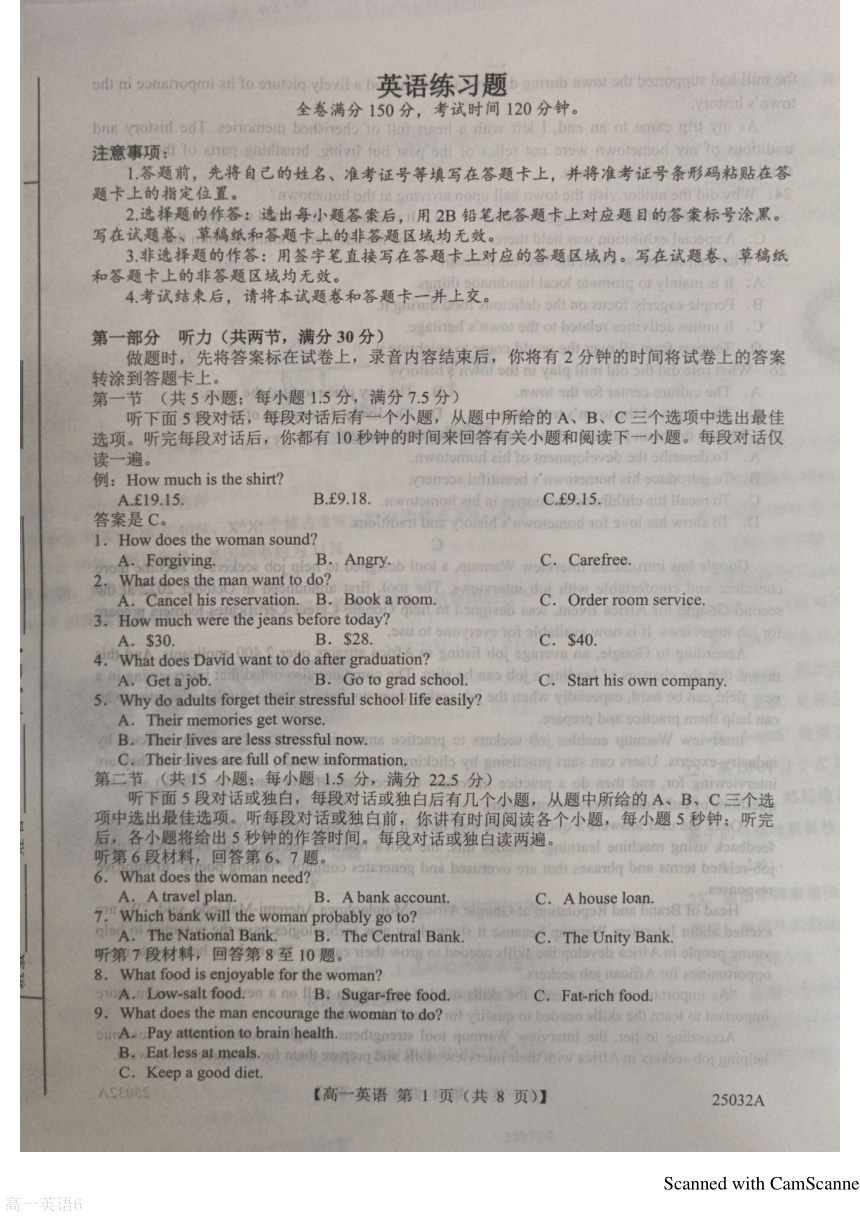 英语练习题
全卷满分 150 分，考试时间 120 分钟。
注意事项：
1.答题前，先将自己的姓名、准考证号等填写在答题卡上，并将准考证号条形码粘贴在答
题卡上的指定位置。
2.选择题的作答：选出每小题答案后，用 2B 铅笔把答题卡上对应题目的答案标号涂黑。
写在试题卷、草稿纸和答题卡上的非答题区域均无效。
3.非选择题的作答：用签字笔直接写在答题卡上对应的答题区域内。写在试题卷、草稿纸
和答题卡上的非答题区域均无效。
4.考试结束后，请将本试题卷和答题卡一并上交。
第一部分 听力（共两节，满分 30 分）
做题时，先将答案标在试卷上，录音内容结束后，你将有 2 分钟的时间将试卷上的答案
转涂到答题卡上。
第一节 （共 5 小题；每小题 1.5 分，满分 7.5 分）
听下面 5 段对话，每段对话后有一个小题，从题中所给的 A、B、C 三个选项中选出最佳
选项。听完每段对话后，你都有 10 秒钟的时间来回答有关小题和阅读下一小题。每段对话仅
读一遍。
例：How much is the shirt?
A.£19.15. B.£9.18. C.£9.15.
答案是 C。
1．How does the woman sound?
A．Forgiving. B．Angry. C．Carefree.
2．What does the man want to do?
A．Cancel his reservation. B．Book a room. C．Order room service.
3．How much were the jeans before today?
A．$30. B．$28. C．$40.
4．What does David want to do after graduation?
A．Get a job. B．Go to grad school. C．Start his own company.
5．Why do adults forget their stressful school life easily?
A．Their memories get worse.
B．Their lives are less stressful now.
C．Their lives are full of new information.
第二节 （共 15 小题；每小题 1.5 分，满分 22.5 分）
听下面 5 段对话或独白，每段对话或独白后有几个小题，从题中所给的 A、B、C 三个选
项中选出最佳选项。听每段对话或独白前，你讲有时间阅读各个小题，每小题 5 秒钟；听完
后，各小题将给出 5 秒钟的作答时间。每段对话或独白读两遍。
听第 6 段材料，回答第 6、7 题。
6．What does the woman need?
A．A travel plan. B．A bank account. C．A house loan.
7．Which bank will the woman probably go to?
A．The National Bank. B．The Central Bank. C．The Unity Bank.
听第 7 段材料，回答第 8 至 10 题。
8．What food is enjoyable for the woman?
A．Low-salt food. B．Sugar-free food. C．Fat-rich food.
9．What does the man encourage the woman to do?
A．Pay attention to brain health.
B．Eat less at meals.
C．Keep a good diet.
【高一英语 第 1 页（共 8 页）】
25032A
Scanned with CamScanne
高一英语6